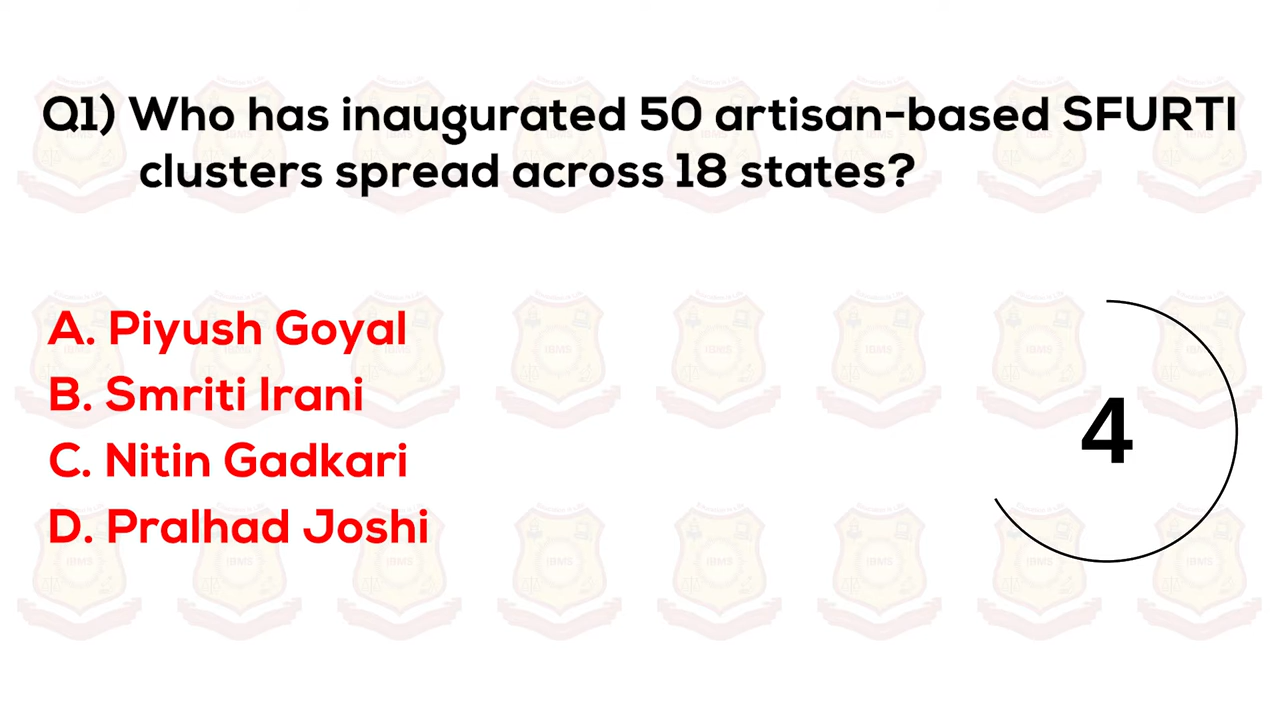 Q1) Who has inaugurated 50 artisan-based SFURTI
clusters spread across 18 states?
A. Piyush Goyal
B. Smriti Irani
C. Nitin Gadkari
D. Pralhad Joshi
4